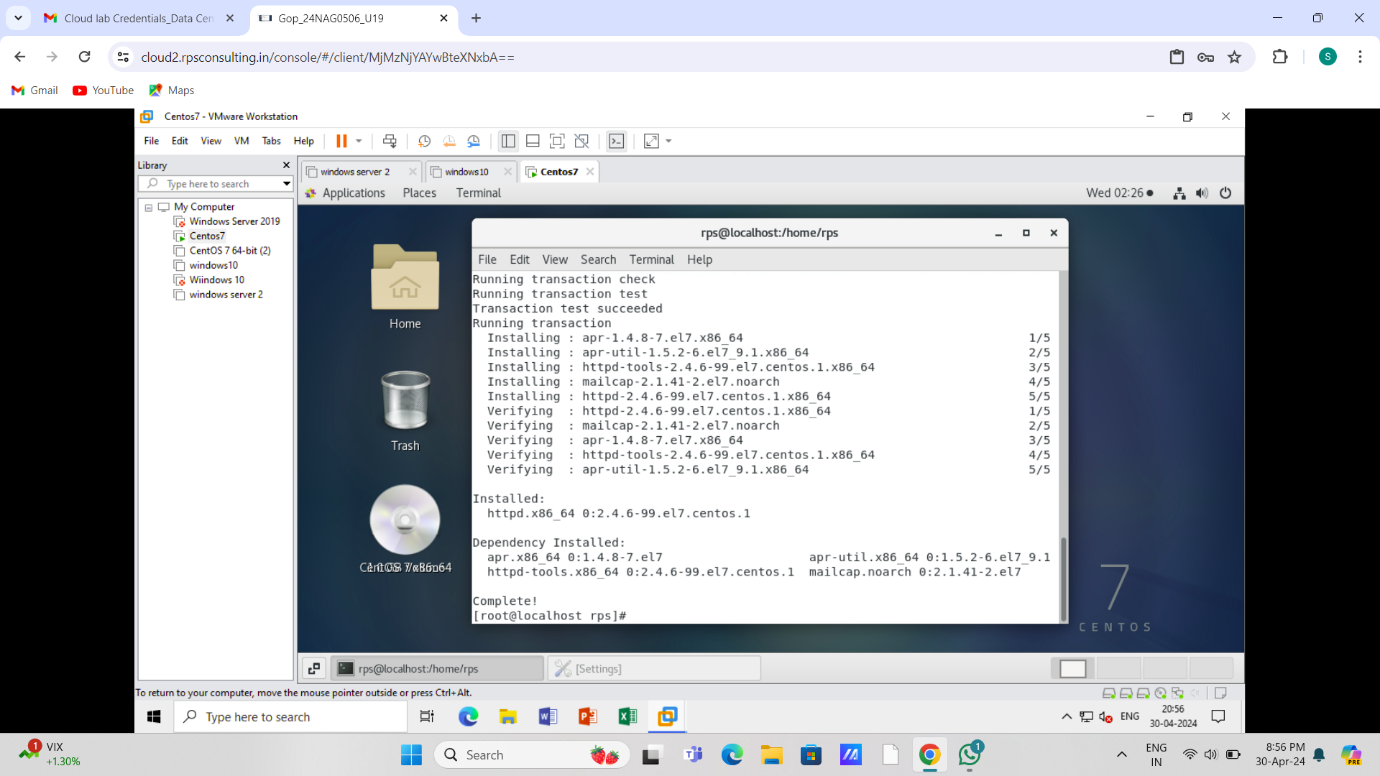 Cloud lab Credentials_Data Cen
Gop_24NAG0506_U19
cloud2.rpsconsulting.in/console/#/client/MjMzNjYAYwBteXNxbA==
S
Gmail
YouTube
Maps
Centos7 - VMware Workstation
File Edit View VM Tabs Help
Library
Type here to search
My Computer
Windows Server 2019
Centos7
CentOS 7 64-bit (2)
windows10
Wiindows 10
windows server 2
windows server 2
windows10
Centos7
Applications Places Terminal
Wed 02:26
Home
Trash
rps@localhost:/home/rps
File Edit View Search Terminal Help
Running transaction check
Running transaction test
Transaction test succeeded
Running transaction
Installing : apr-1.4.8-7.el7.x86_64 1/5
Installing : apr-util-1.5.2-6.el7_9.1.x86_64 2/5
Installing : httpd-tools-2.4.6-99.el7.centos.1.x86_64 3/5
Installing : mailcap-2.1.41-2.el7.noarch 4/5
Installing : httpd-2.4.6-99.el7.centos.1.x86_64 5/5
Verifying : httpd-2.4.6-99.el7.centos.1.x86_64 1/5
Verifying : mailcap-2.1.41-2.el7.noarch 2/5
Verifying : apr-1.4.8-7.el7.x86_64 3/5
Verifying : httpd-tools-2.4.6-99.el7.centos.1.x86_64 4/5
Verifying : apr-util-1.5.2-6.el7_9.1.x86_64 5/5
Installed:
httpd.x86_64 0:2.4.6-99.el7.centos.1
Dependency Installed:
apr.x86_64 0:1.4.8-7.el7 apr-util.x86_64 0:1.5.2-6.el7_9.1
httpd-tools.x86_64 0:2.4.6-99.el7.centos.1 mailcap.noarch 0:2.1.41-2.el7
Complete!
[root@localhost rps]#
7
CENTOS
rps@localhost:/home/rps
[Settings]
To return to your computer, move the mouse pointer outside or press Ctrl+Alt.
Type here to search
ENG
20:56
30-04-2024
1
VIX
+1.30%
Search
1
ENG
IN
8:56 PM
30-Apr-24
PRE